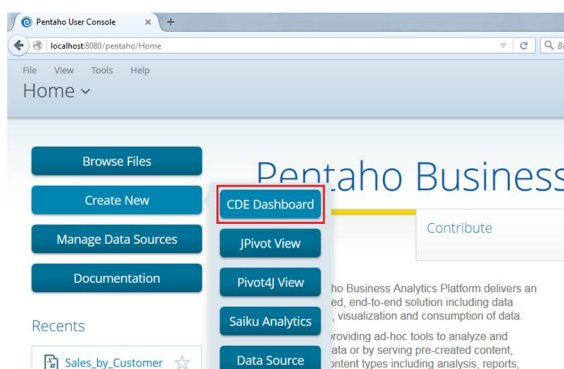 Pentaho User Console
localhost:8080/pentaho/Home
File View Tools Help
Home
Browse Files
Create New
Manage Data Sources
Documentation
Recents
Sales_by_Customer
CDE Dashboard
JPivot View
Pivot4J View
Saiku Analytics
Data Source
Pentaho Business
Contribute
ho Business Analytics Platform delivers an
ed, end-to-end solution including data
, visualization and consumption of data.
roviding ad-hoc tools to analyze and
ata or by serving pre-created content,
ontent types including analysis, reports,